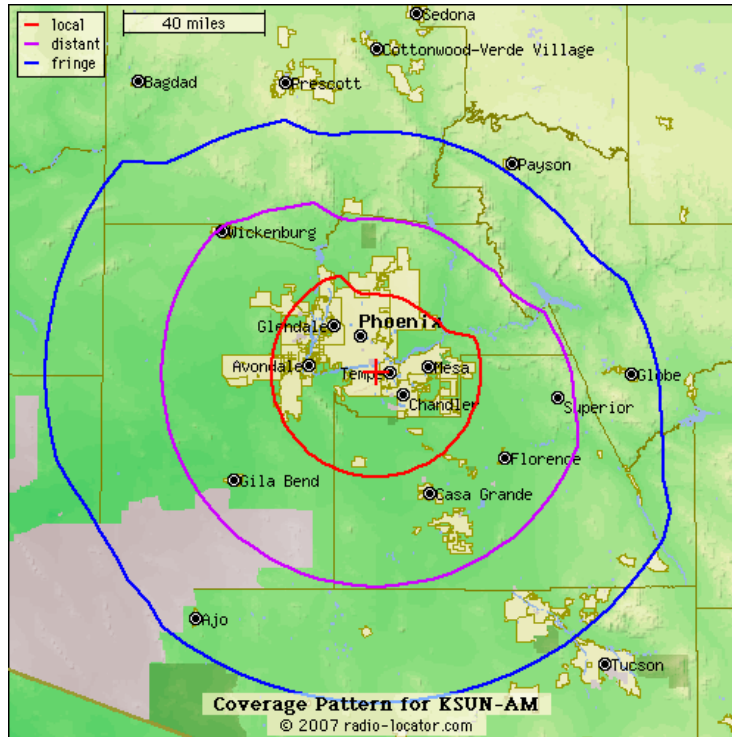 local
distant
fringe
40 miles
Sedona
Cottonwood-Verde Village
Bagdad
Prescott
Payson
Wickenburg
Glendale
Phoenix
Avondale
Tempe
Mesa
Chandler
Globe
Superior
Florence
Gila Bend
Casa Grande
Ajo
Tucson
Coverage Pattern for KSUN-AM
© 2007 radio-locator.com